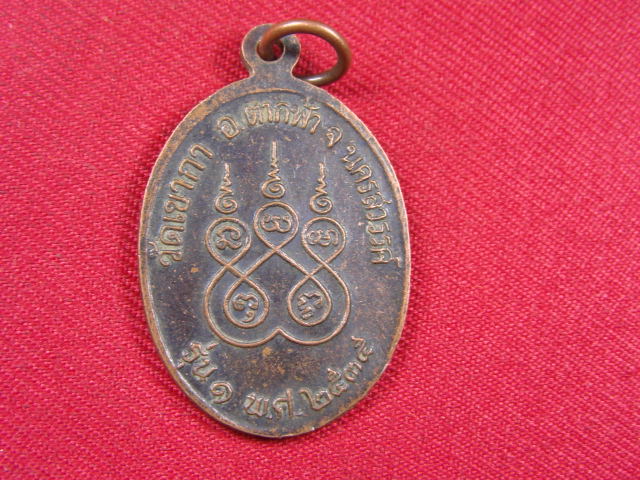 วัดเขากา อ.ตากฟ้า จ.นครสวรรค์
รุ่น ๑ พ.ศ. ๒๕๓๕